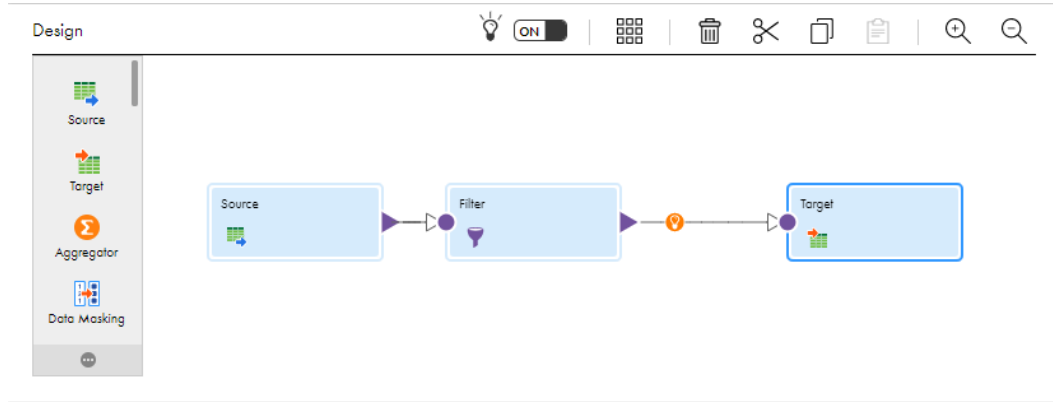 Design
ON
Source
Target
Aggregator
Data Masking
Source
Filter
Target